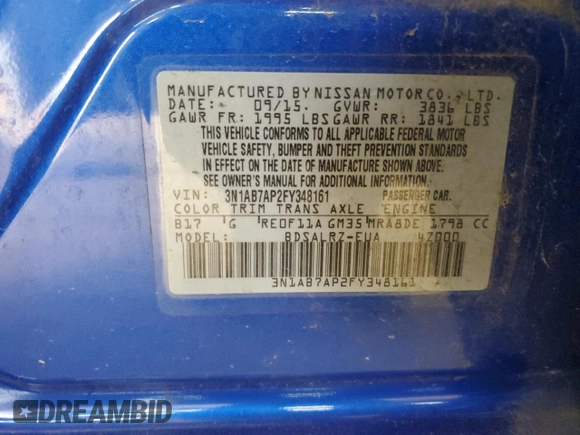 MANUFACTURED BY NISSAN MOTOR CO., LTD.
DATE: 09/15 GVWR: 3836 LBS
GAWR FR: 1995 LBS GAWR RR: 1841 LBS
THIS VEHICLE CONFORMS TO ALL APPLICABLE FEDERAL MOTOR
VEHICLE SAFETY, BUMPER AND THEFT PREVENTION STANDARDS
IN EFFECT ON THE DATE OF MANUFACTURE SHOWN ABOVE.
SEE OWNER'S MANUAL FOR ADDITIONAL INFORMATION.
VIN: 3N1AB7AP2FY348161 PASSENGER CAR
COLOR TRIM TRANS AXLE ENGINE
B17 G RE0F11A GM35 MRA8DE 1798 CC
MODEL: BDSALRZ-EUA 4Z000
3N1AB7AP2FY348161
DREAMBID